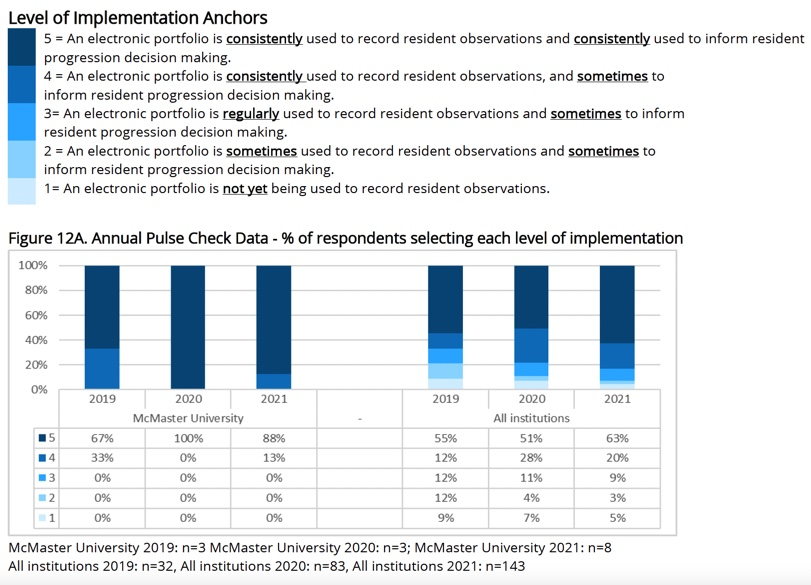 Level of Implementation Anchors
5 = An electronic portfolio is consistently used to record resident observations and consistently used to inform resident
progression decision making.
4 = An electronic portfolio is consistently used to record resident observations, and sometimes to
inform resident progression decision making.
3= An electronic portfolio is regularly used to record resident observations and sometimes to inform
resident progression decision making.
2 = An electronic portfolio is sometimes used to record resident observations and sometimes to
inform resident progression decision making.
1= An electronic portfolio is not yet being used to record resident observations.
Figure 12A. Annual Pulse Check Data - % of respondents selecting each level of implementation
100%
80%
60%
40%
20%
0%
2019 2020 2021 2019 2020 2021
McMaster University - All institutions
5 67% 100% 88% 55% 51% 63%
4 33% 0% 13% 12% 28% 20%
3 0% 0% 0% 12% 11% 9%
2 0% 0% 0% 12% 4% 3%
1 0% 0% 0% 9% 7% 5%
McMaster University 2019: n=3 McMaster University 2020: n=3; McMaster University 2021: n=8
All institutions 2019: n=32, All institutions 2020: n=83, All institutions 2021: n=143